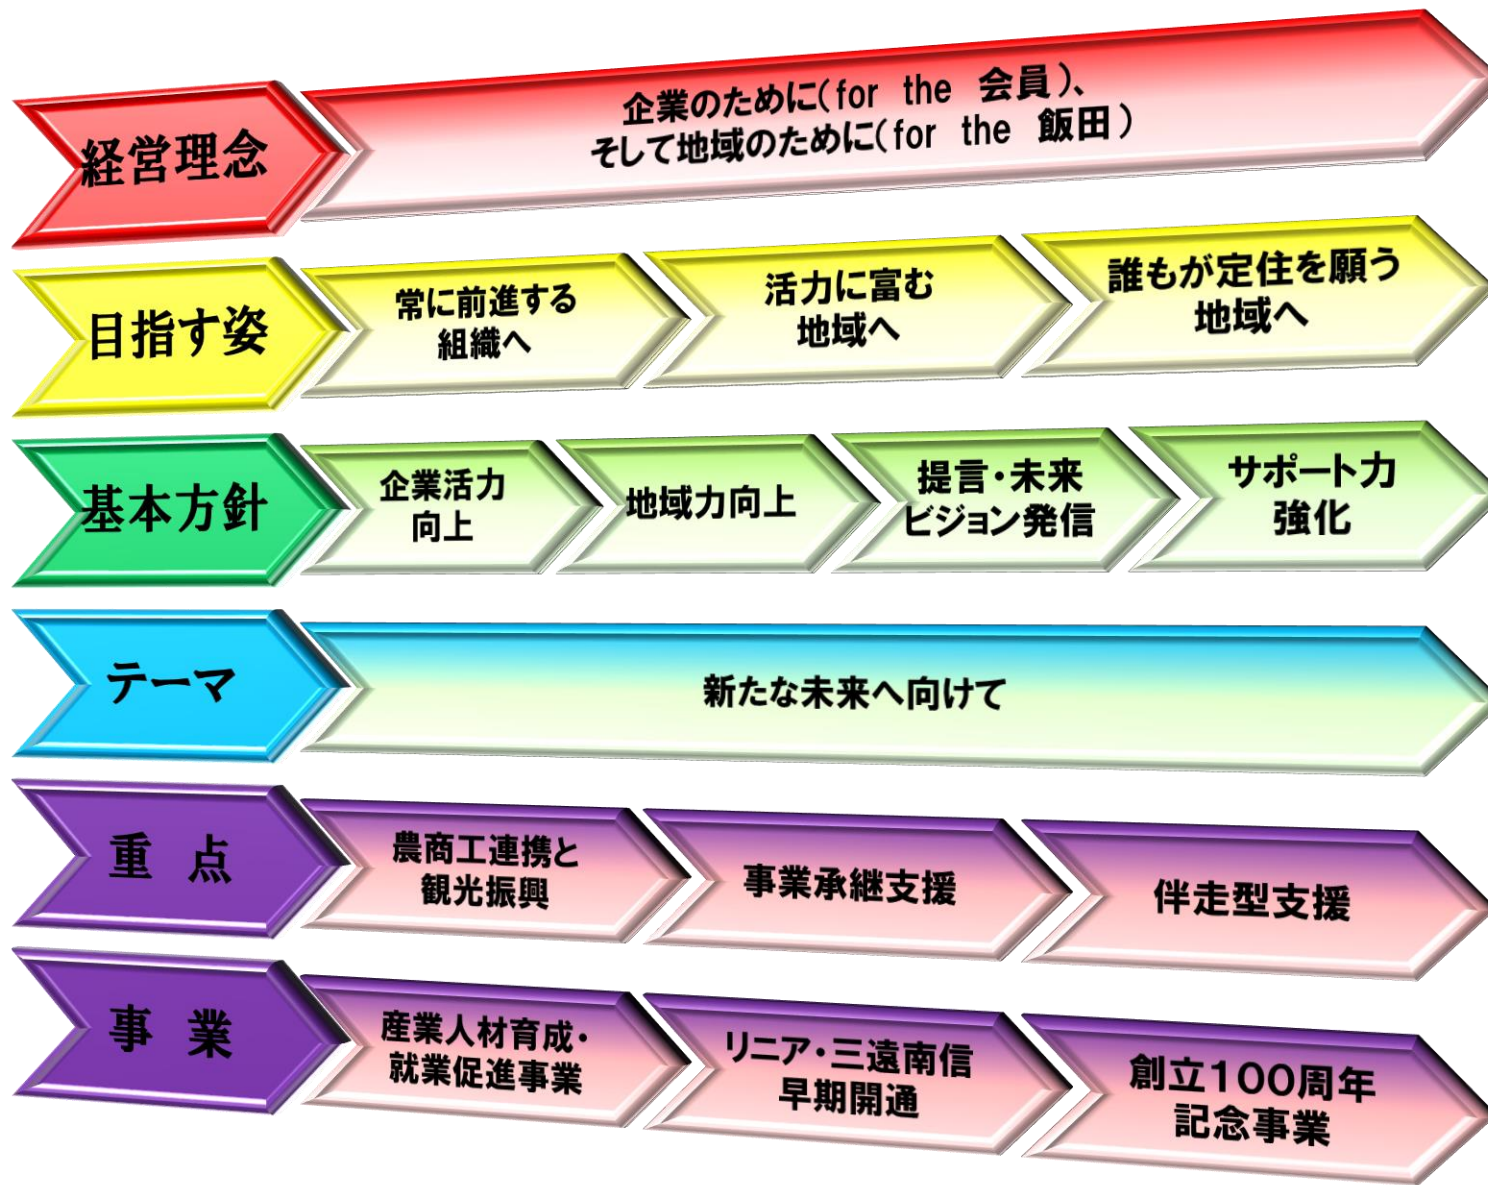 経営理念
企業のために(for the 会員)、
そして地域のために(for the 飯田)
目指す姿
常に前進する
組織へ
活力に富む
地域へ
誰もが定住を願う
地域へ
基本方針
企業活力
向上
地域力向上
提言・未来
ビジョン発信
サポート力
強化
テーマ
新たな未来へ向けて
重 点
農商工連携と
観光振興
事業承継支援
伴走型支援
事 業
産業人材育成・
就業促進事業
リニア・三遠南信
早期開通
創立100周年
記念事業